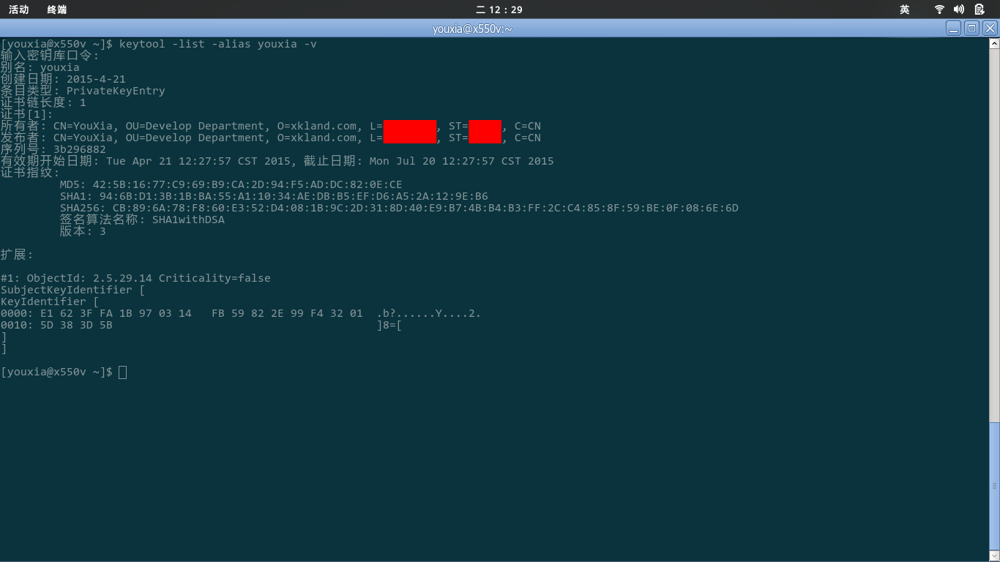 活动 终端 二 12：29 英
youxia@x550v:~
[youxia@x550v ~]$ keytool -list -alias youxia -v
输入密钥库口令:
别名: youxia
创建日期: 2015-4-21
条目类型: PrivateKeyEntry
证书链长度: 1
证书[1]:
所有者: CN=YouXia, OU=Develop Department, O=xkland.com, L=, ST=, C=CN
发布者: CN=YouXia, OU=Develop Department, O=xkland.com, L=, ST=, C=CN
序列号: 3b296882
有效期开始日期: Tue Apr 21 12:27:57 CST 2015, 截止日期: Mon Jul 20 12:27:57 CST 2015
证书指纹:
MD5: 42:5B:16:77:C9:69:B9:CA:2D:94:F5:AD:DC:82:0E:CE
SHA1: 94:6B:D1:3B:1B:BA:55:A1:10:34:AE:DB:B5:EF:D6:A5:2A:12:9E:B6
SHA256: CB:89:6A:78:F8:60:E3:52:D4:08:1B:9C:2D:31:8D:40:E9:B7:4B:B4:B3:FF:2C:C4:85:8F:59:BE:0F:08:6E:6D
签名算法名称: SHA1withDSA
版本: 3
扩展:
#1: ObjectId: 2.5.29.14 Criticality=false
SubjectKeyIdentifier [
KeyIdentifier [
0000: E1 62 3F FA 1B 97 03 14   FB 59 82 2E 99 F4 32 01  .b?......Y....2.
0010: 5D 38 3D 5B                                        ]8=[
]
]
[youxia@x550v ~]$